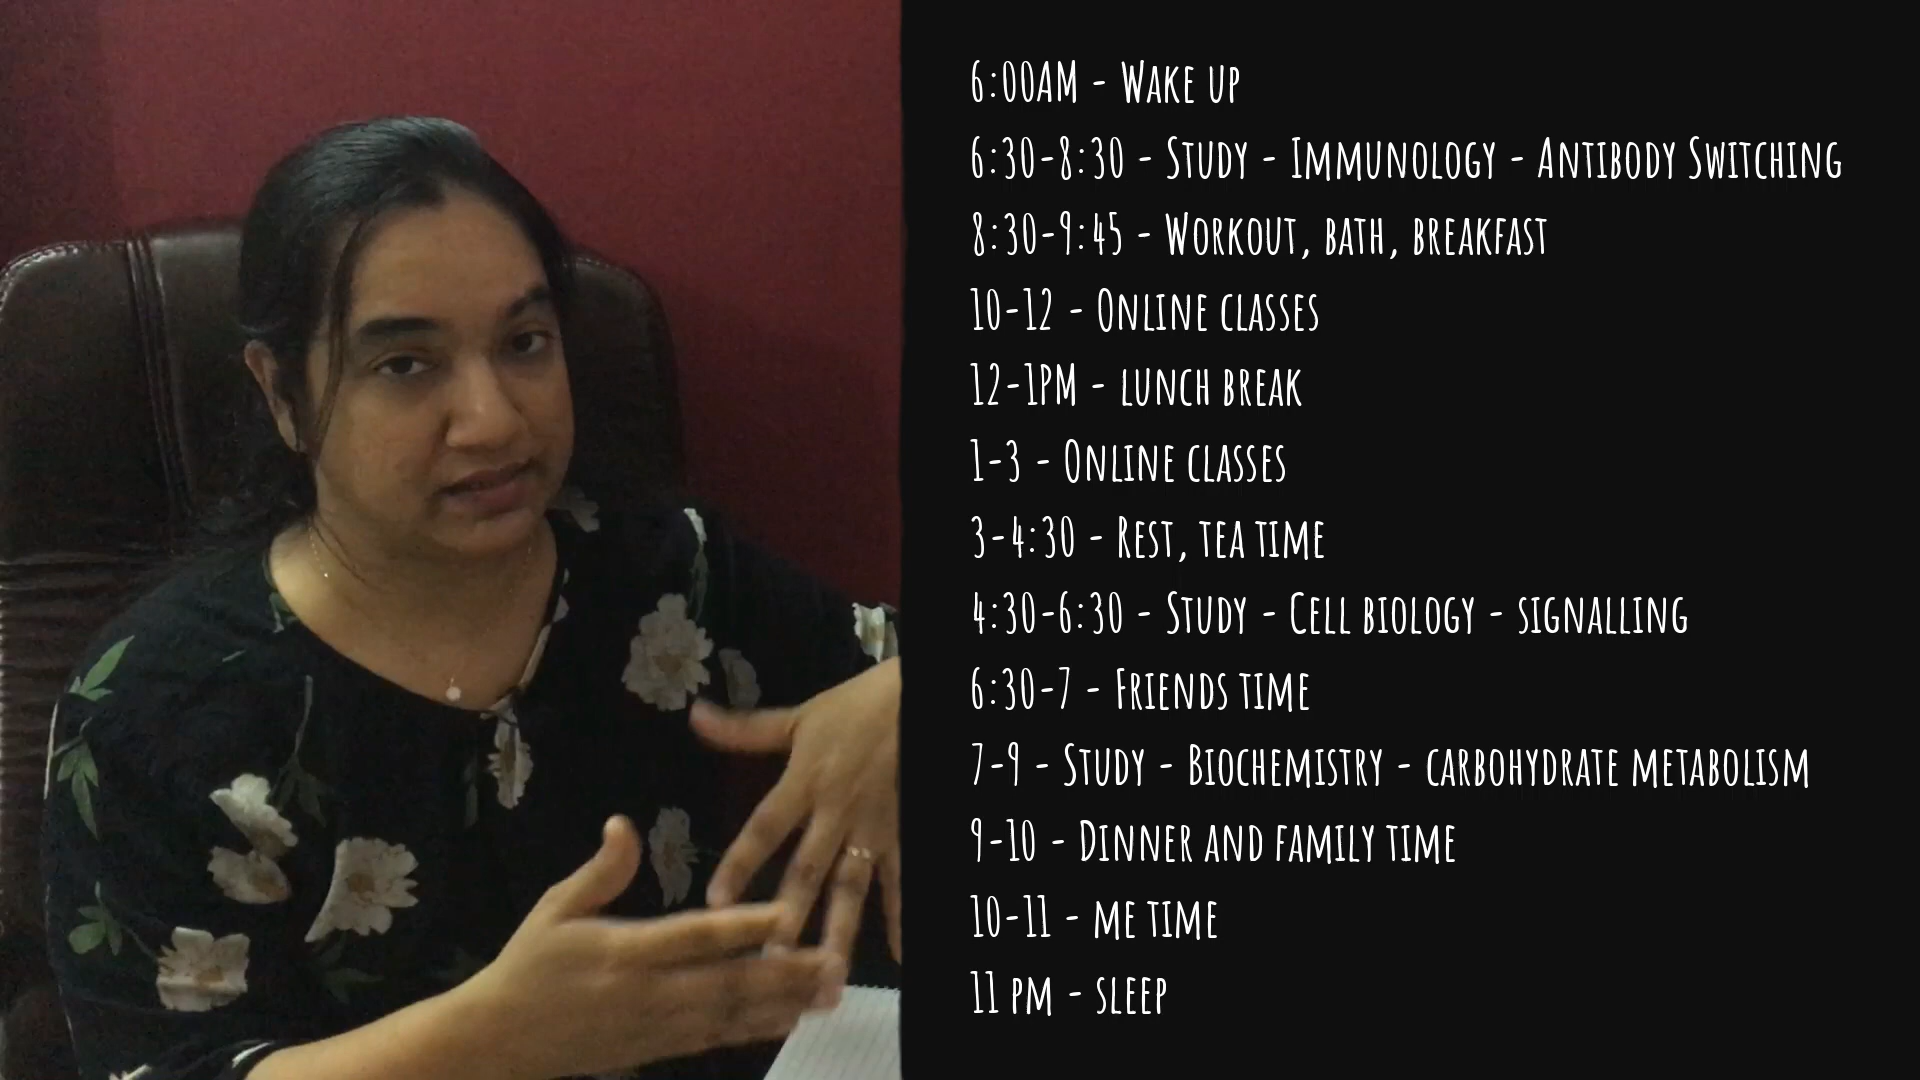 6:00AM - Wake up
6:30-8:30 - Study - Immunology - Antibody Switching
8:30-9:45 - Workout, bath, breakfast
10-12 - Online classes
12-1PM - lunch break
1-3 - Online classes
3-4:30 - Rest, tea time
4:30-6:30 - Study - Cell biology - signalling
6:30-7 - Friends time
7-9 - Study - Biochemistry - carbohydrate metabolism
9-10 - Dinner and family time
10-11 - me time
11 pm - sleep